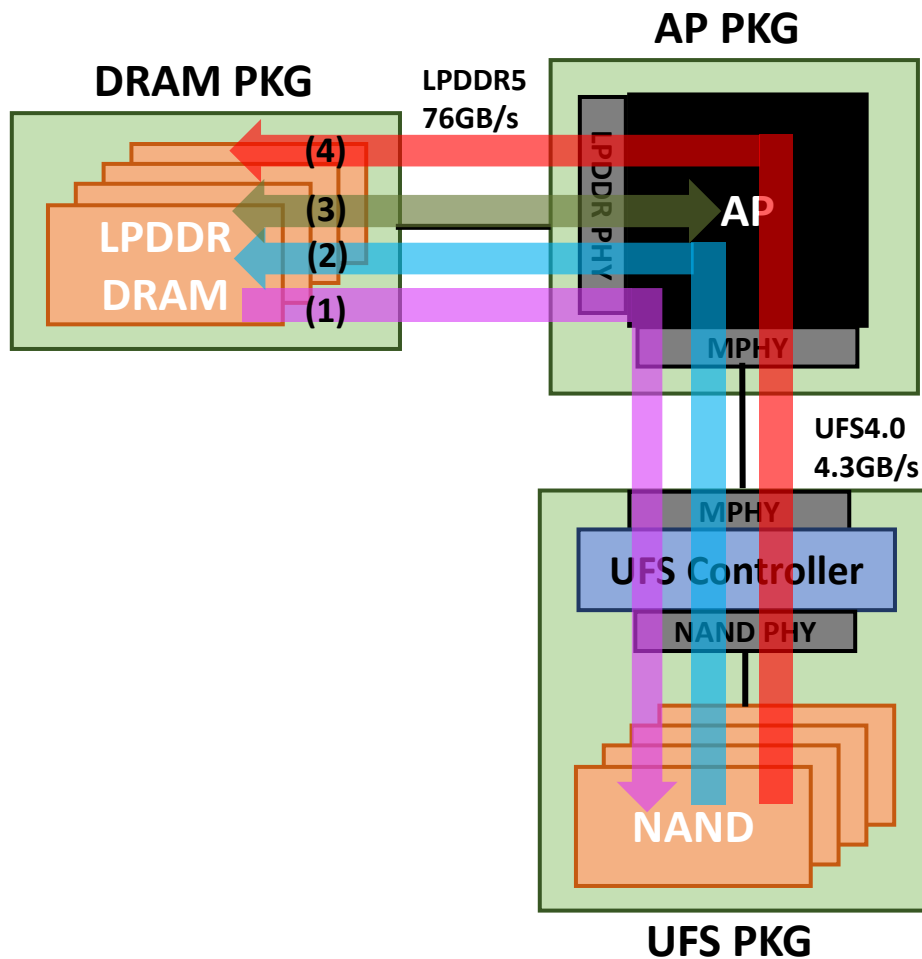 AP PKG
DRAM PKG
LPDDR5
76GB/s
(4)
(3)
(2)
(1)
LPDDR
DRAM
LPDDR PHY
AP
MPHY
UFS4.0
4.3GB/s
MPHY
UFS Controller
NAND PHY
NAND
UFS PKG